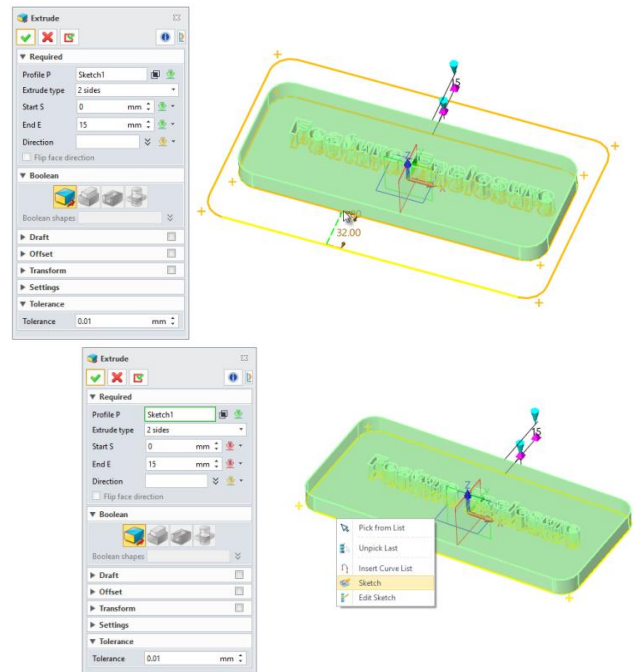 Extrude
Required
Profile P Sketch1
Extrude type 2 sides
Start S 0 mm
End E 15 mm
Direction
Flip face direction
Boolean
Boolean shapes
Draft
Offset
Transform
Settings
Tolerance
Tolerance 0.01 mm
15
Z
X
32.00
Extrude
Required
Profile P Sketch1
Extrude type 2 sides
Start S 0 mm
End E 15 mm
Direction
Flip face direction
Boolean
Boolean shapes
Draft
Offset
Transform
Settings
Tolerance
Tolerance 0.01 mm
15
Z
Pick from List
Unpick Last
Insert Curve List
Sketch
Edit Sketch